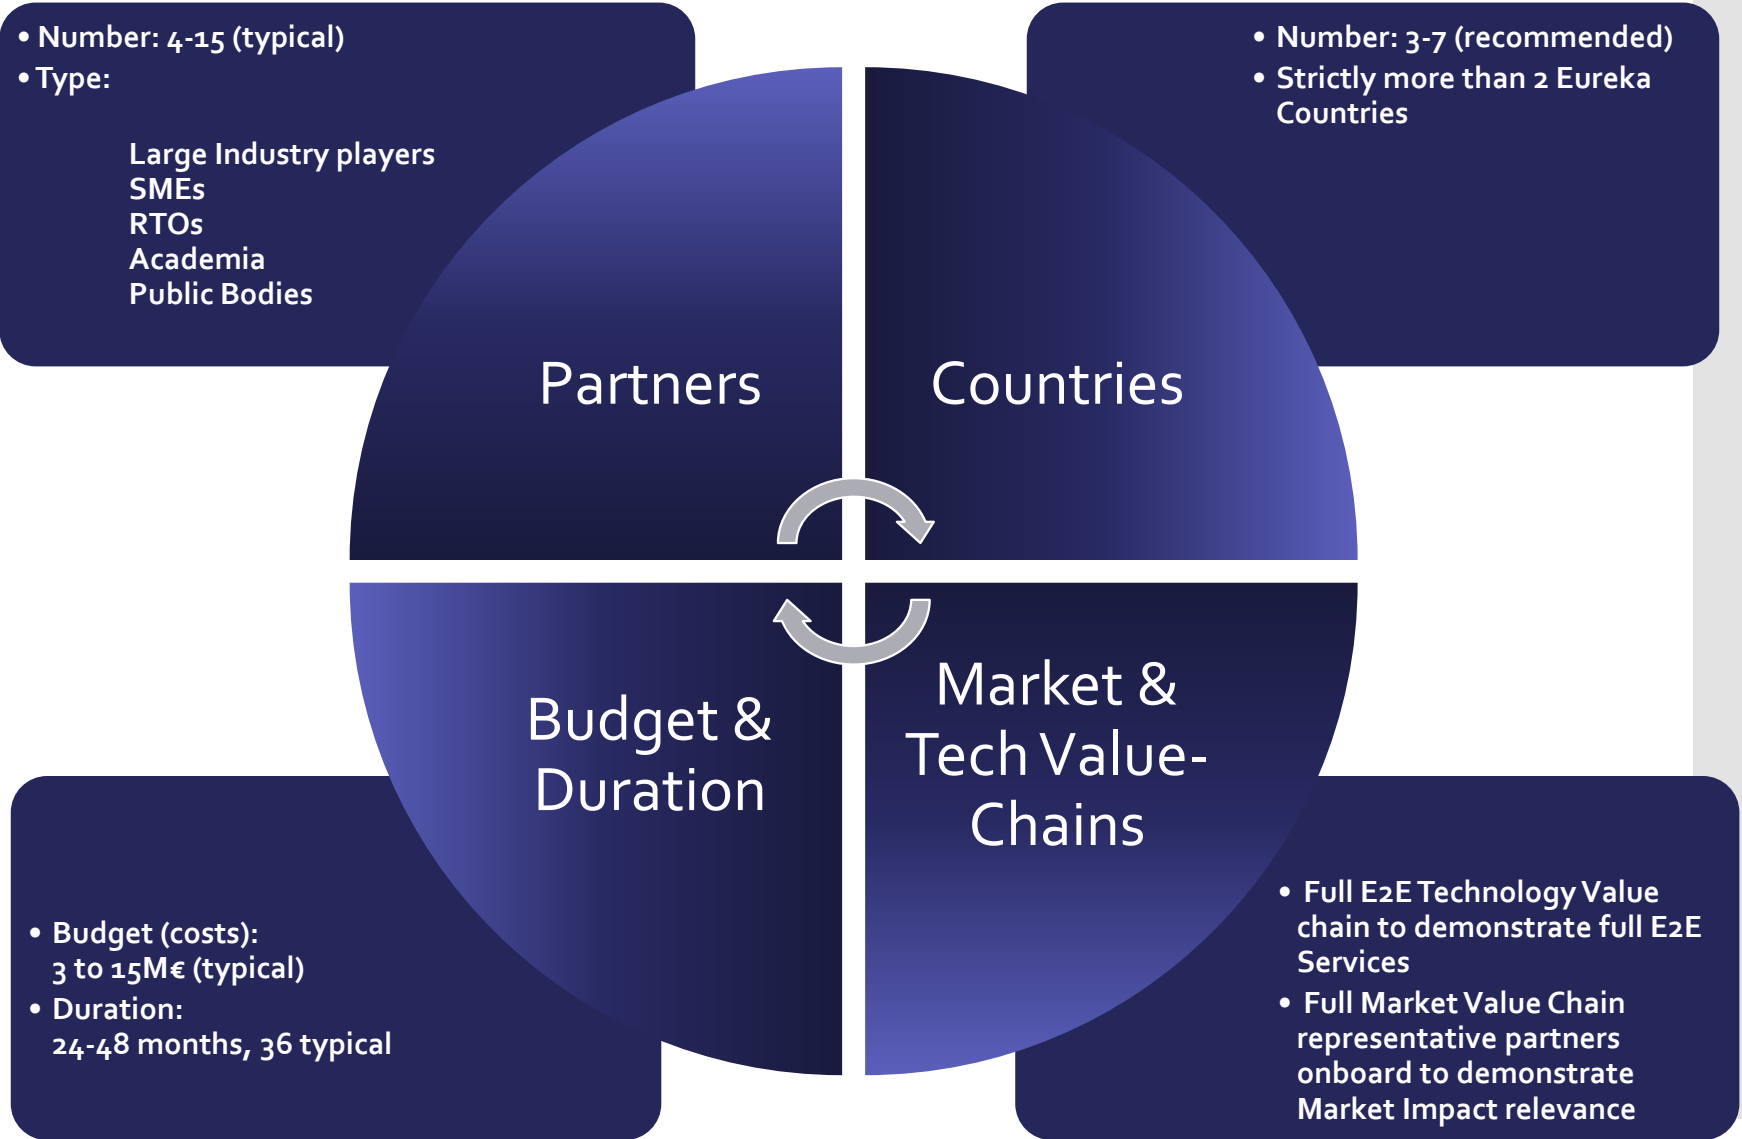 • Number: 4-15 (typical)
• Type:
Large Industry players
SMEs
RTOs
Academia
Public Bodies
• Number: 3-7 (recommended)
• Strictly more than 2 Eureka
Countries
Partners
Countries
Budget &
Duration
Market &
Tech Value-
Chains
• Budget (costs):
3 to 15M€ (typical)
• Duration:
24-48 months, 36 typical
• Full E2E Technology Value
chain to demonstrate full E2E
Services
• Full Market Value Chain
representative partners
onboard to demonstrate
Market Impact relevance